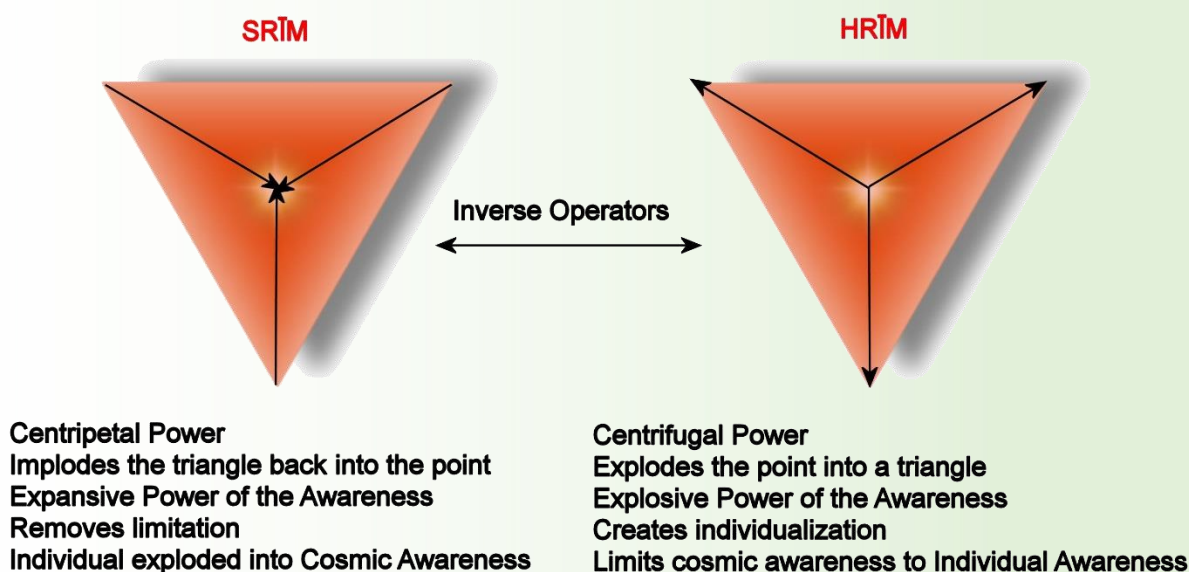 SRĪM
HRĪM
Inverse Operators
Centripetal Power
Implodes the triangle back into the point
Expansive Power of the Awareness
Removes limitation
Individual exploded into Cosmic Awareness
Centrifugal Power
Explodes the point into a triangle
Explosive Power of the Awareness
Creates individualization
Limits cosmic awareness to Individual Awareness